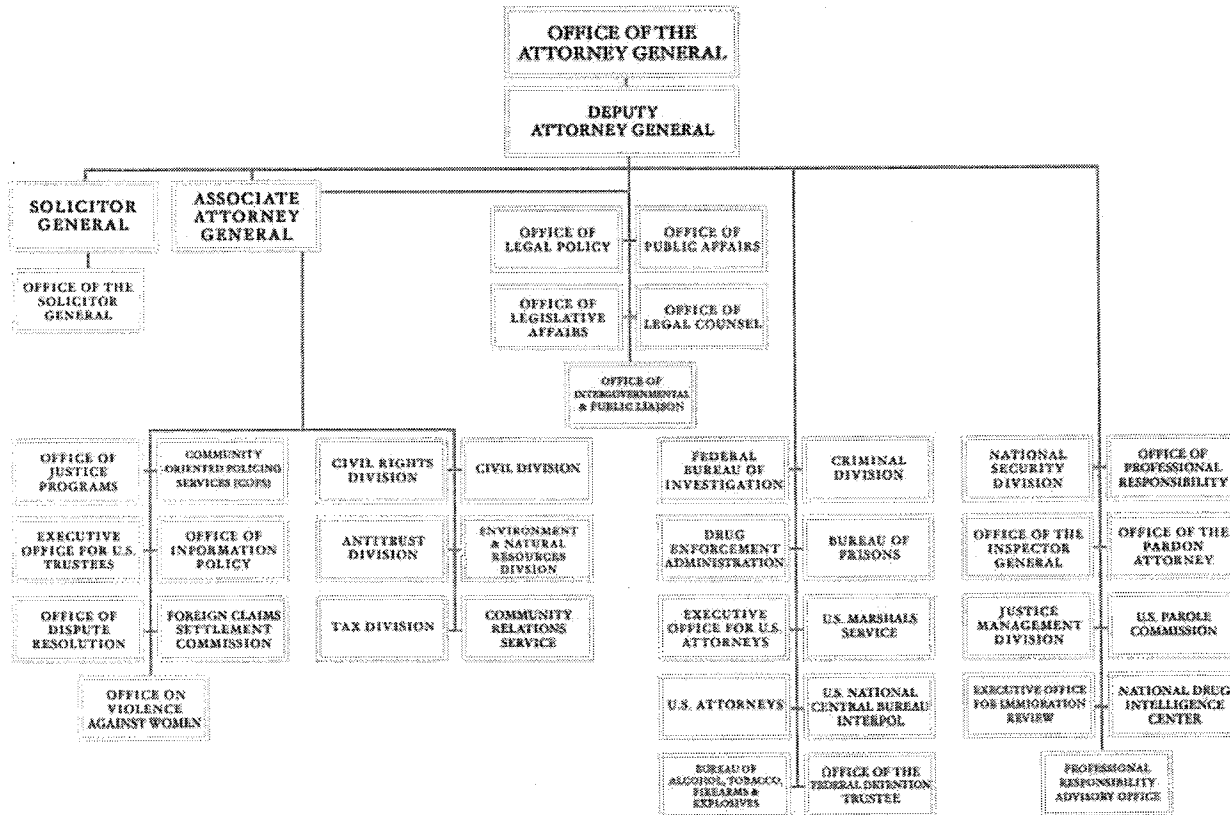 OFFICE OF THE
ATTORNEY GENERAL
DEPUTY
ATTORNEY GENERAL
SOLICITOR
GENERAL
ASSOCIATE
ATTORNEY
GENERAL
OFFICE OF THE
SOLICITOR
GENERAL
OFFICE OF
LEGAL POLICY
OFFICE OF
PUBLIC AFFAIRS
OFFICE OF
LEGISLATIVE
AFFAIRS
OFFICE OF
LEGAL COUNSEL
OFFICE OF
INTERGOVERNMENTAL
& PUBLIC LIAISON
OFFICE OF
JUSTICE
PROGRAMS
COMMUNITY
ORIENTED POLICING
SERVICES (COPS)
EXECUTIVE
OFFICE FOR U.S.
TRUSTEES
OFFICE OF
INFORMATION
POLICY
OFFICE OF
DISPUTE
RESOLUTION
FOREIGN CLAIMS
SETTLEMENT
COMMISSION
OFFICE ON
VIOLENCE
AGAINST WOMEN
CIVIL RIGHTS
DIVISION
CIVIL DIVISION
ANTITRUST
DIVISION
ENVIRONMENT
& NATURAL
RESOURCES
DIVSION
TAX DIVISION
COMMUNITY
RELATIONS
SERVICE
FEDERAL
BUREAU OF
INVESTIGATION
CRIMINAL
DIVISION
DRUG
ENFORCEMENT
ADMINISTRATION
BUREAU OF
PRISONS
EXECUTIVE
OFFICE FOR U.S.
ATTORNEYS
U.S. MARSHALS
SERVICE
U.S. ATTORNEYS
U.S. NATIONAL
CENTRAL BUREAU
INTERPOL
BUREAU OF
ALCOHOL, TOBACCO,
FIREARMS &
EXPLOSIVES
OFFICE OF THE
FEDERAL DETENTION
TRUSTEE
NATIONAL
SECURITY
DIVISION
OFFICE OF
PROFESSIONAL
RESPONSIBILITY
OFFICE OF THE
INSPECTOR
GENERAL
OFFICE OF THE
PARDON
ATTORNEY
JUSTICE
MANAGEMENT
DIVISION
U.S. PAROLE
COMMISSION
EXECUTIVE OFFICE
FOR IMMIGRATION
REVIEW
NATIONAL DRUG
INTELLIGENCE
CENTER
PROFESSIONAL
RESPONSIBILITY
ADVISORY OFFICE